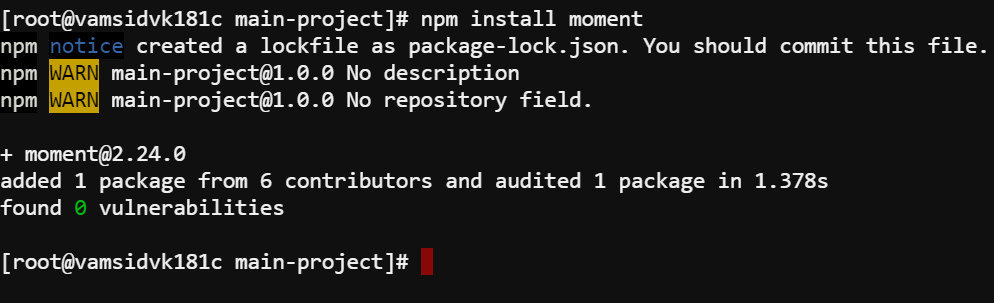 [root@vamsidvk181c main-project]# npm install moment
npm notice created a lockfile as package-lock.json. You should commit this file.
npm WARN main-project@1.0.0 No description
npm WARN main-project@1.0.0 No repository field.
+ moment@2.24.0
added 1 package from 6 contributors and audited 1 package in 1.378s
found 0 vulnerabilities
[root@vamsidvk181c main-project]#